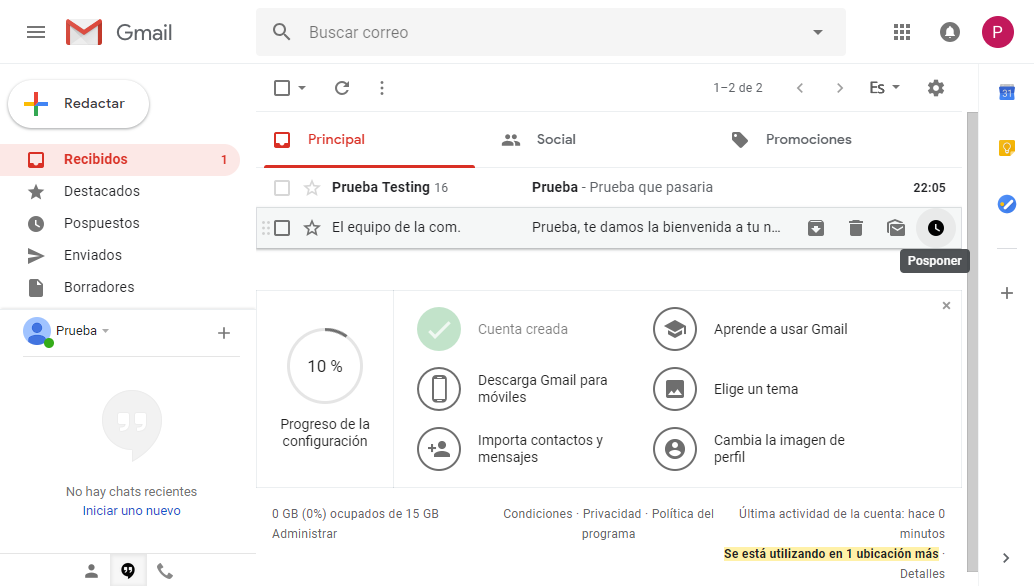 Gmail
Buscar correo
P
Redactar
1–2 de 2
Es
31
Recibidos 1
Destacados
Pospuestos
Enviados
Borradores
Principal
Social
Promociones
Prueba Testing 16
Prueba - Prueba que pasaria
22:05
El equipo de la com.
Prueba, te damos la bienvenida a tu n...
Posponer
Prueba
No hay chats recientes
Iniciar uno nuevo
10 %
Progreso de la
configuración
Cuenta creada
Aprende a usar Gmail
Descarga Gmail para
móviles
Elige un tema
Importa contactos y
mensajes
Cambia la imagen de
perfil
0 GB (0%) ocupados de 15 GB
Administrar
Condiciones · Privacidad · Política del
programa
Última actividad de la cuenta: hace 0
minutos
Se está utilizando en 1 ubicación más ·
Detalles